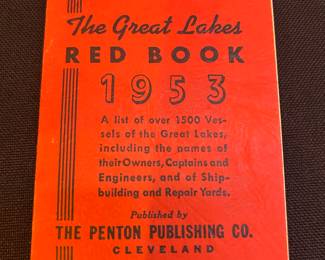 The Great Lakes
RED BOOK
1953
A list of over 1500 Ves-
sels of the Great Lakes,
including the names of
their Owners, Captains and
Engineers, and of Ship-
building and Repair Yards.
Published by
THE PENTON PUBLISHING CO.
CLEVELAND